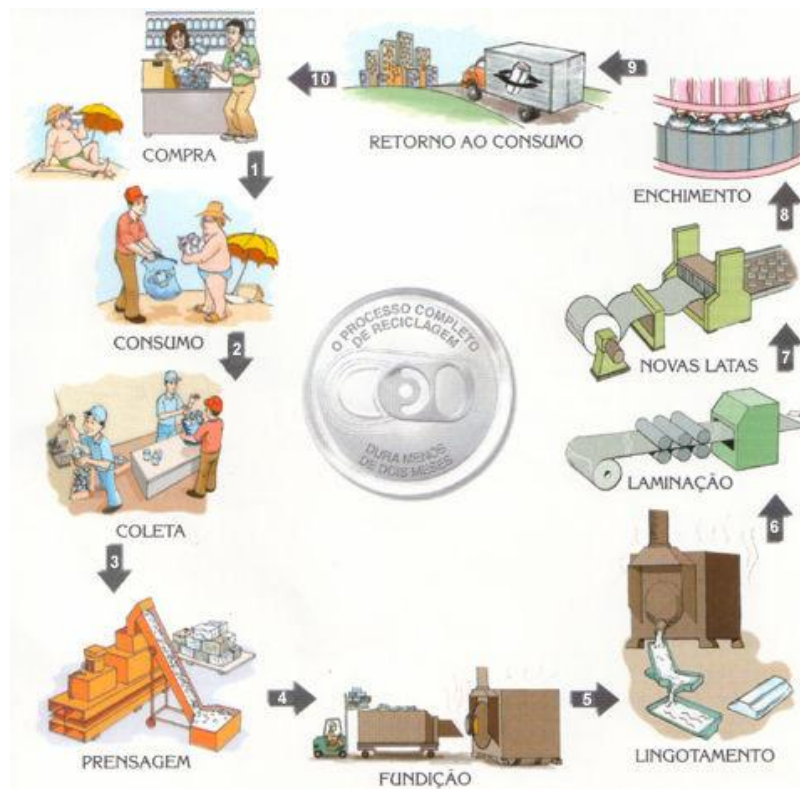 COMPRA
1
CONSUMO
2
COLETA
3
PRENSAGEM
4
FUNDIÇÃO
5
LINGOTAMENTO
6
LAMINAÇÃO
7
NOVAS LATAS
8
ENCHIMENTO
9
RETORNO AO CONSUMO
10
O PROCESSO COMPLETO
DE RECICLAGEM
DURA MENOS
DE DOIS MESES